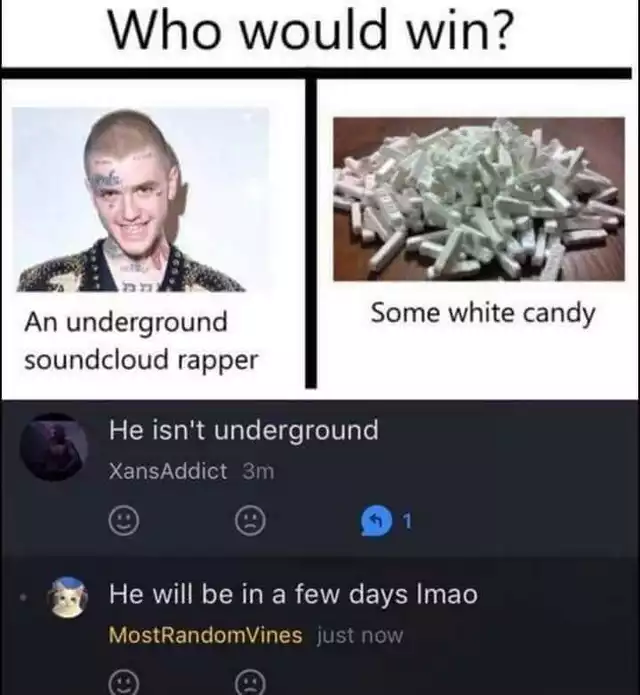 Who would win?
An underground
soundcloud rapper
Some white candy
He isn't underground
XansAddict 3m
1
He will be in a few days lmao
MostRandomVines just now